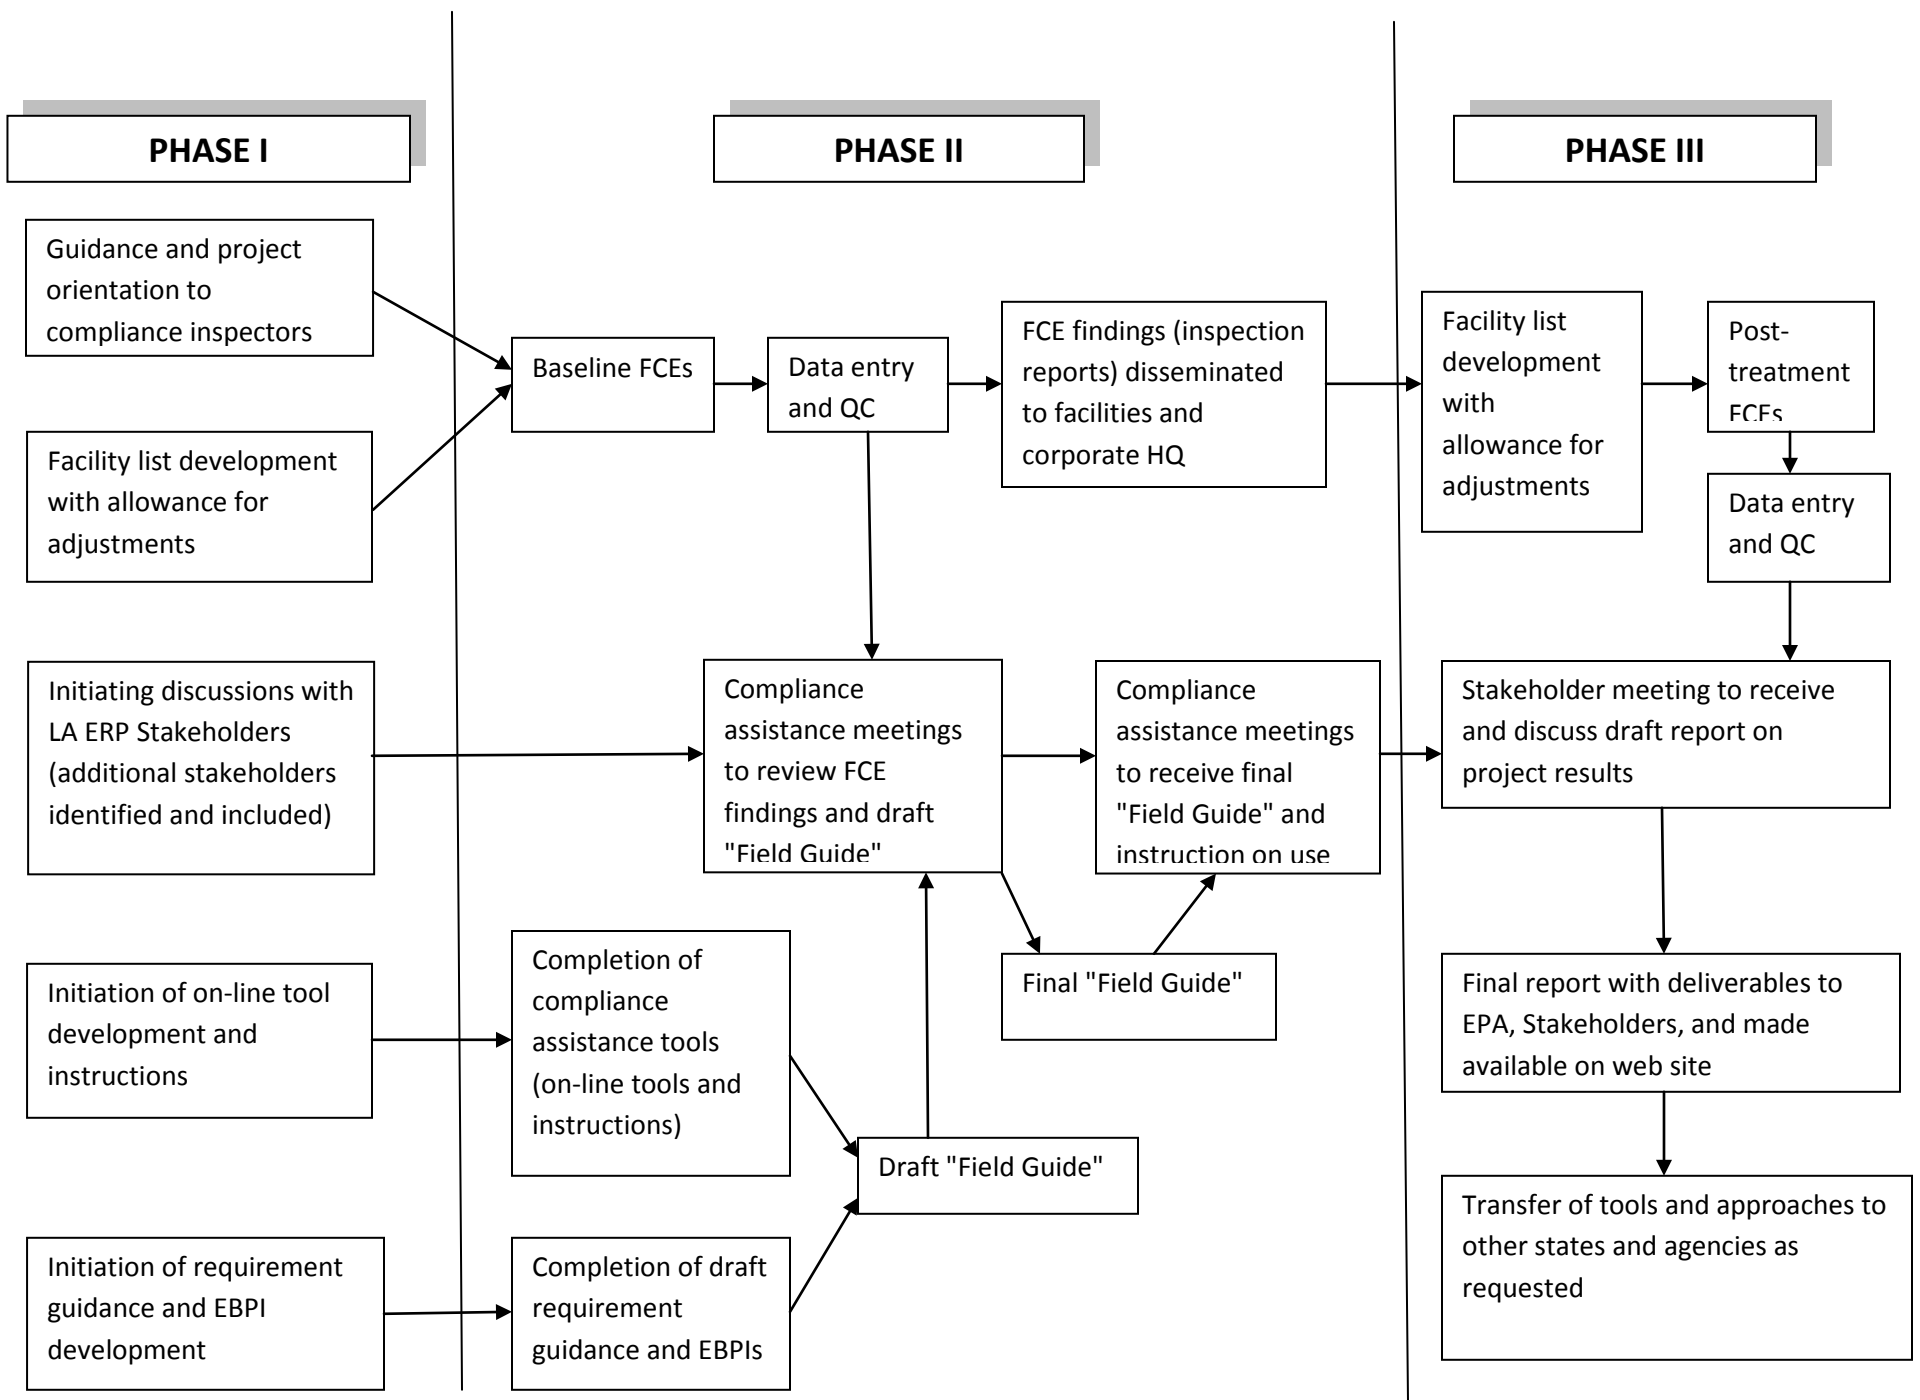 PHASE I
PHASE II
PHASE III
Guidance and project
orientation to
compliance inspectors
Facility list development
with allowance for
adjustments
Initiating discussions with
LA ERP Stakeholders
(additional stakeholders
identified and included)
Initiation of on-line tool
development and
instructions
Initiation of requirement
guidance and EBPI
development
Baseline FCEs
Data entry
and QC
FCE findings (inspection
reports) disseminated
to facilities and
corporate HQ
Compliance
assistance meetings
to review FCE
findings and draft
"Field Guide"
Compliance
assistance meetings
to receive final
"Field Guide" and
instruction on use
Completion of
compliance
assistance tools
(on-line tools and
instructions)
Final "Field Guide"
Draft "Field Guide"
Completion of draft
requirement
guidance and EBPIs
Facility list
development
with
allowance for
adjustments
Post-
treatment
FCEs
Data entry
and QC
Stakeholder meeting to receive
and discuss draft report on
project results
Final report with deliverables to
EPA, Stakeholders, and made
available on web site
Transfer of tools and approaches to
other states and agencies as
requested